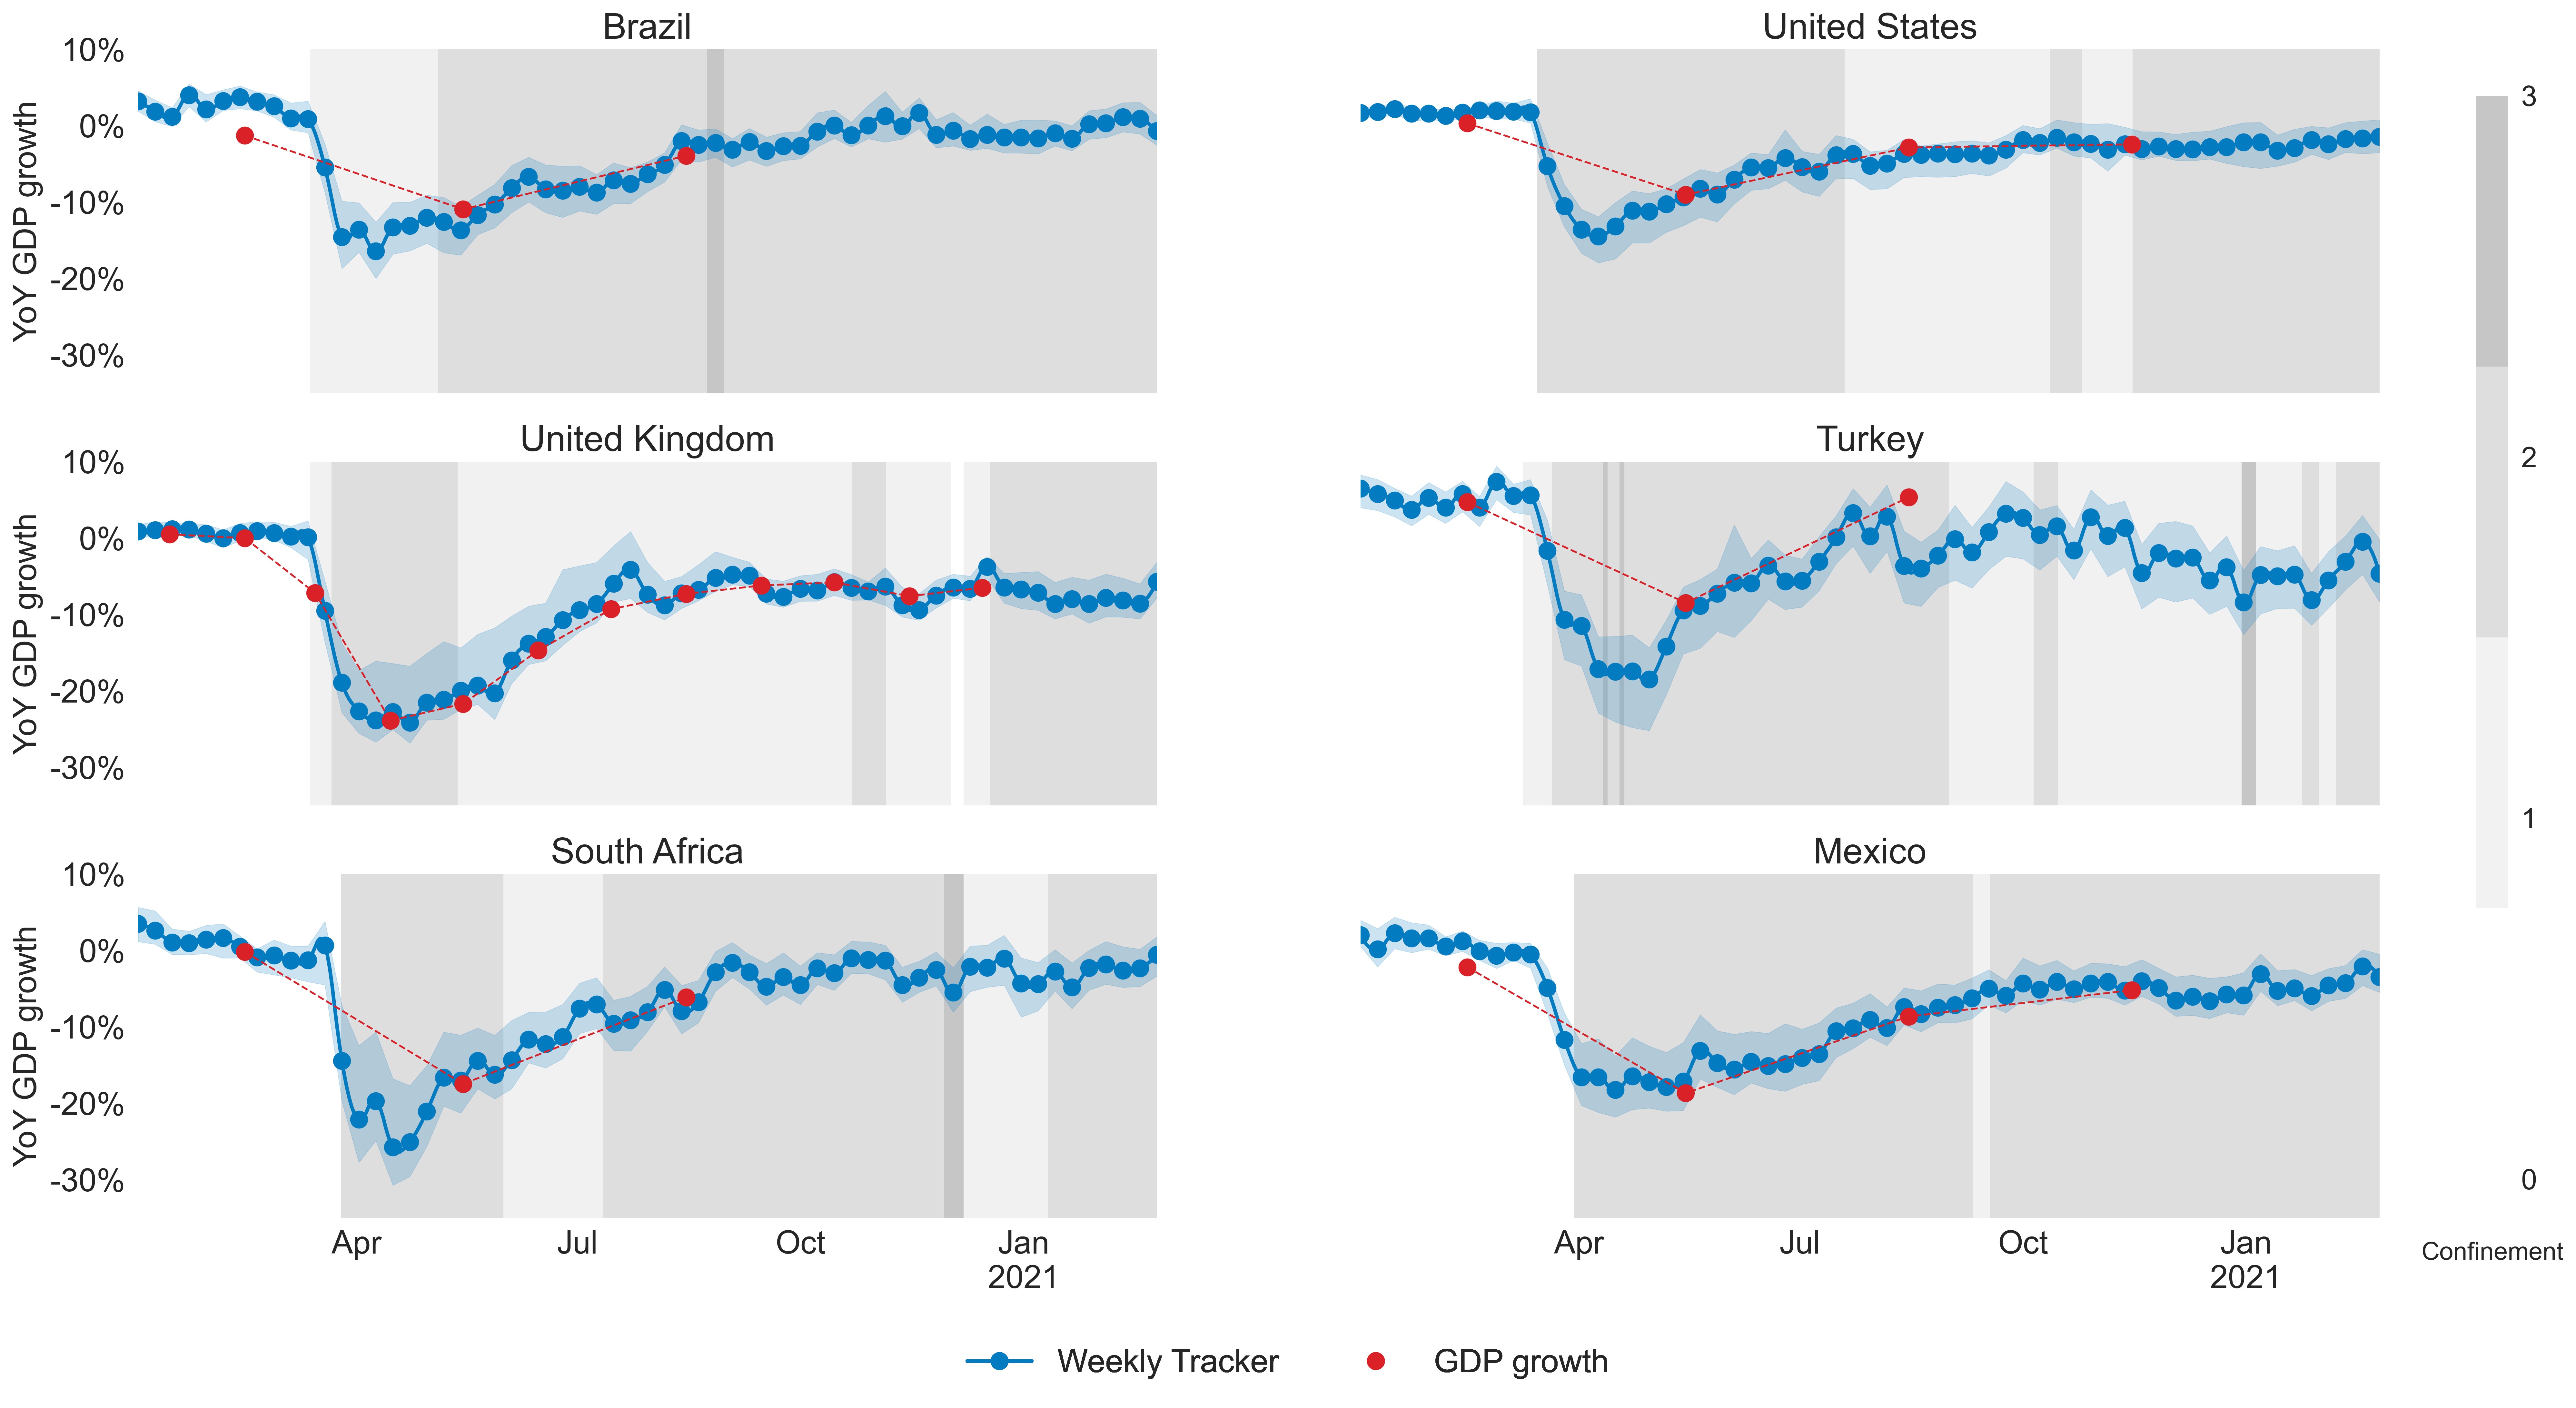 Brazil
United States
10%
0%
-10%
-20%
-30%
YoY GDP growth
United Kingdom
Turkey
10%
0%
-10%
-20%
-30%
YoY GDP growth
South Africa
Mexico
10%
0%
-10%
-20%
-30%
YoY GDP growth
Apr
Jul
Oct
Jan
2021
Apr
Jul
Oct
Jan
2021
3
2
1
0
Confinement
Weekly Tracker
GDP growth